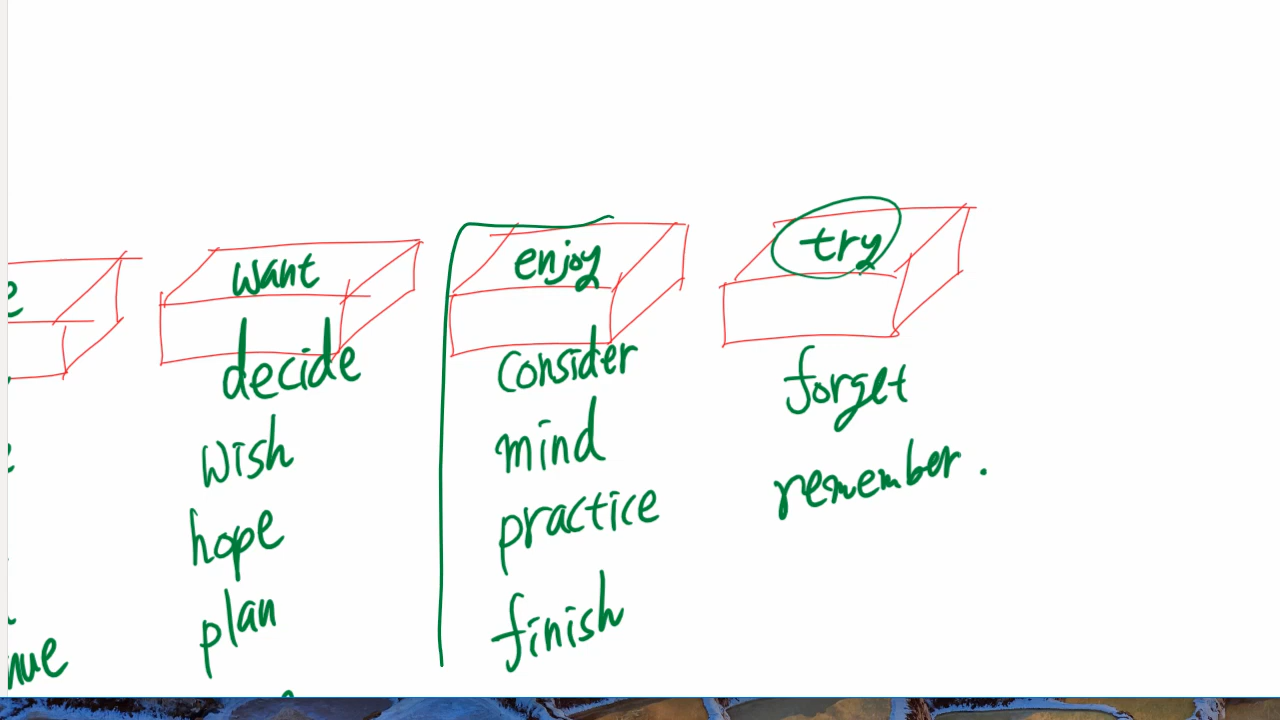 want
decide
wish
hope
plan
enjoy
consider
mind
practice
finish
try
forget
remember.